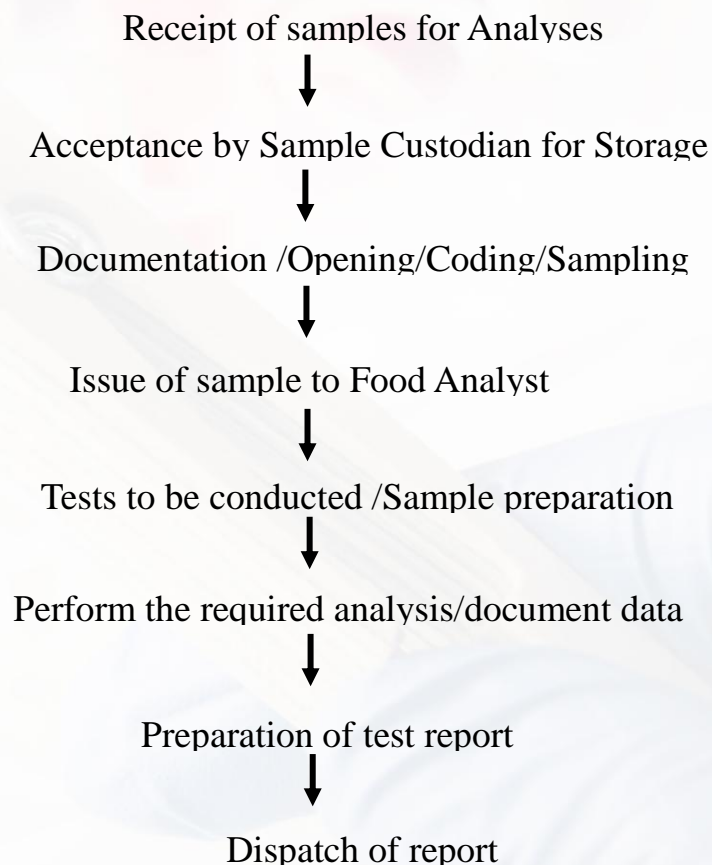 Receipt of samples for Analyses
Acceptance by Sample Custodian for Storage
Documentation /Opening/Coding/Sampling
Issue of sample to Food Analyst
Tests to be conducted /Sample preparation
Perform the required analysis/document data
Preparation of test report
Dispatch of report